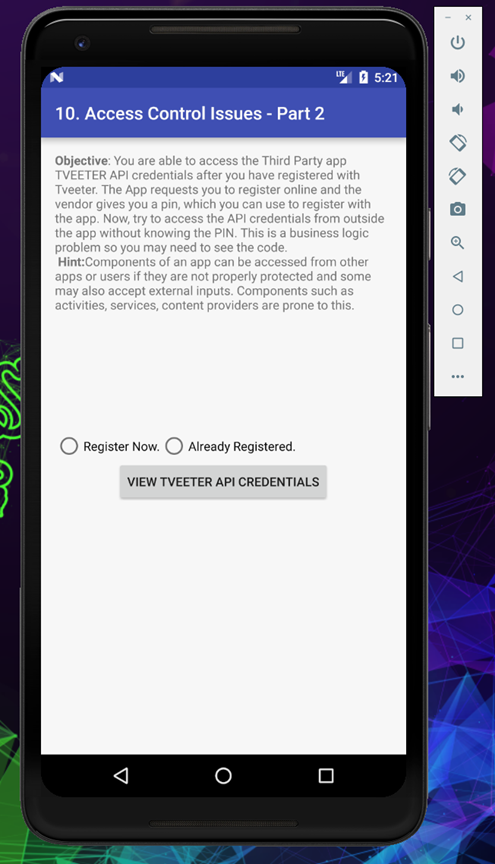 LTE 5:21
10. Access Control Issues - Part 2
Objective: You are able to access the Third Party app
TVEETER API credentials after you have registered with
Tveeter. The App requests you to register online and the
vendor gives you a pin, which you can use to register with
the app. Now, try to access the API credentials from outside
the app without knowing the PIN. This is a business logic
problem so you may need to see the code.
Hint:Components of an app can be accessed from other
apps or users if they are not properly protected and some
may also accept external inputs. Components such as
activities, services, content providers are prone to this.
Register Now. Already Registered.
VIEW TVEETER API CREDENTIALS